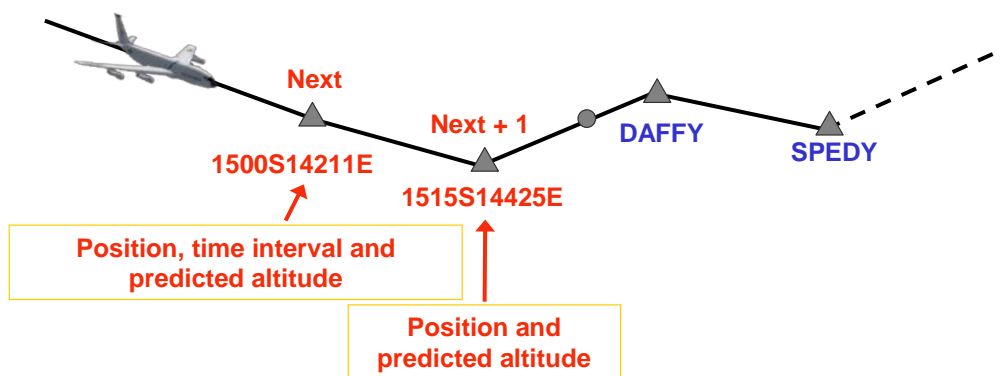 Next
Next + 1
DAFFY
SPEDY
1500S14211E
1515S14425E
Position, time interval and
predicted altitude
Position and
predicted altitude